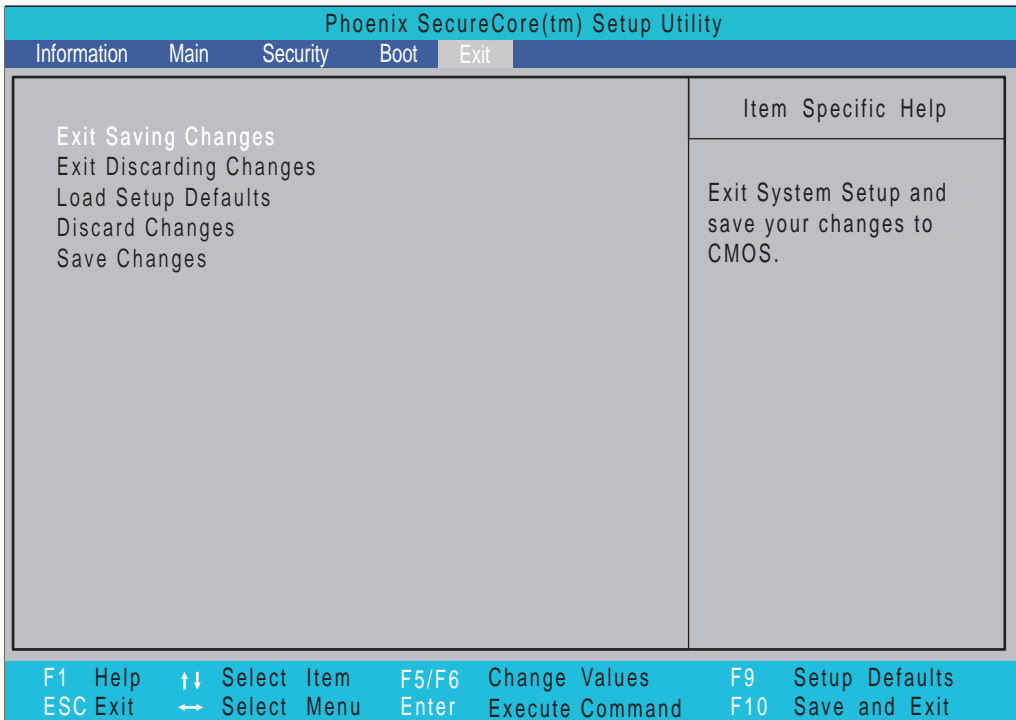 Phoenix SecureCore(tm) Setup Utility
Information Main Security Boot Exit
Exit Saving Changes
Exit Discarding Changes
Load Setup Defaults
Discard Changes
Save Changes
Item Specific Help
Exit System Setup and
save your changes to
CMOS.
F1 Help ↑↓ Select Item F5/F6 Change Values F9 Setup Defaults
ESC Exit ↔ Select Menu Enter Execute Command F10 Save and Exit